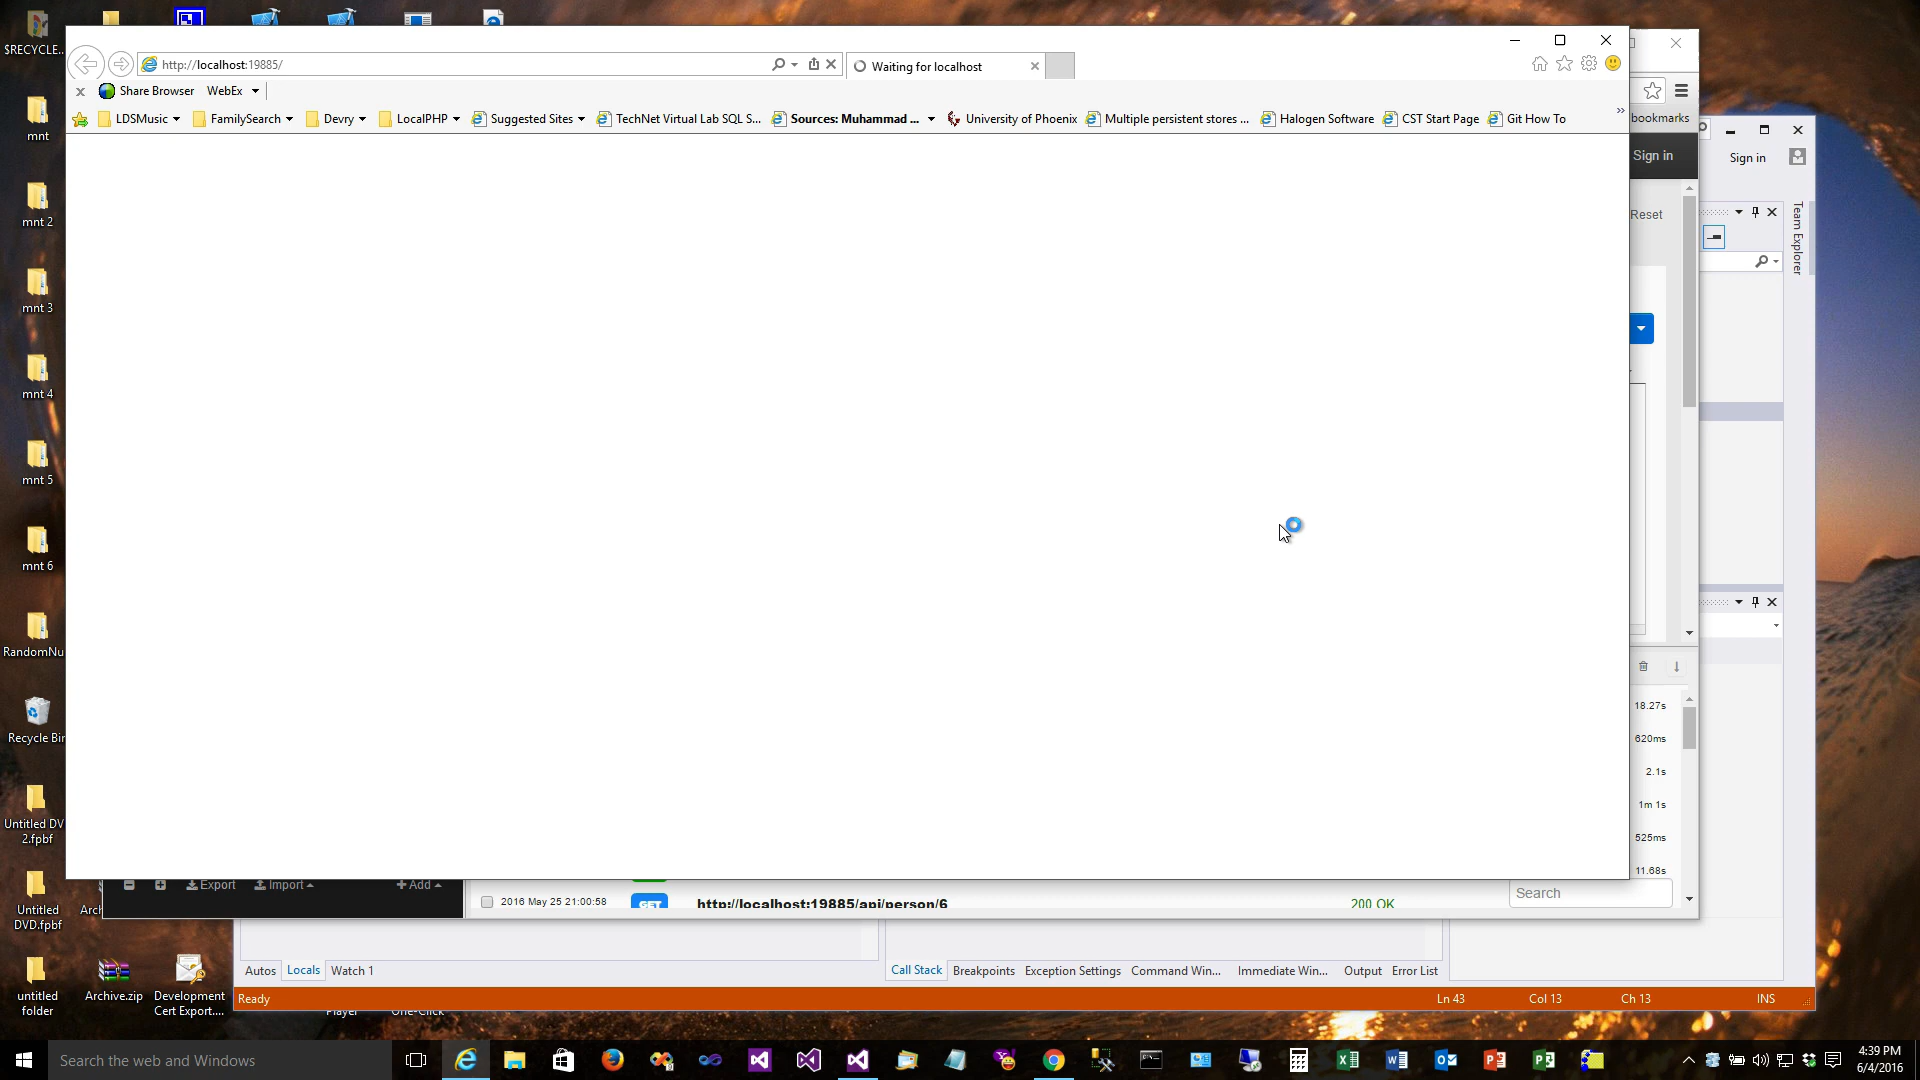 $RECYCLE...
http://localhost:19885/
Waiting for localhost
x Share Browser WebEx
LDSMusic
FamilySearch
Devry
LocalPHP
Suggested Sites
TechNet Virtual Lab SQL S...
Sources: Muhammad ...
University of Phoenix
Multiple persistent stores ...
Halogen Software
CST Start Page
Git How To
bookmarks
Sign in
Sign in
Reset
Team Explorer
mnt
mnt 2
mnt 3
mnt 4
mnt 5
mnt 6
RandomNu
Recycle Bin
Untitled DV
2.fpbf
Untitled
DVD.fpbf
Arch
untitled
folder
Archive.zip
Development
Cert Export....
Player
One-Click
18.27s
620ms
2.1s
1m 1s
525ms
11.68s
Export
Import
Add
2016 May 25 21:00:58
GET
http://localhost:19885/api/person/6
200 OK
Search
Autos
Locals
Watch 1
Call Stack
Breakpoints
Exception Settings
Command Win...
Immediate Win...
Output
Error List
Ready
Ln 43
Col 13
Ch 13
INS
Search the web and Windows
4:39 PM
6/4/2016